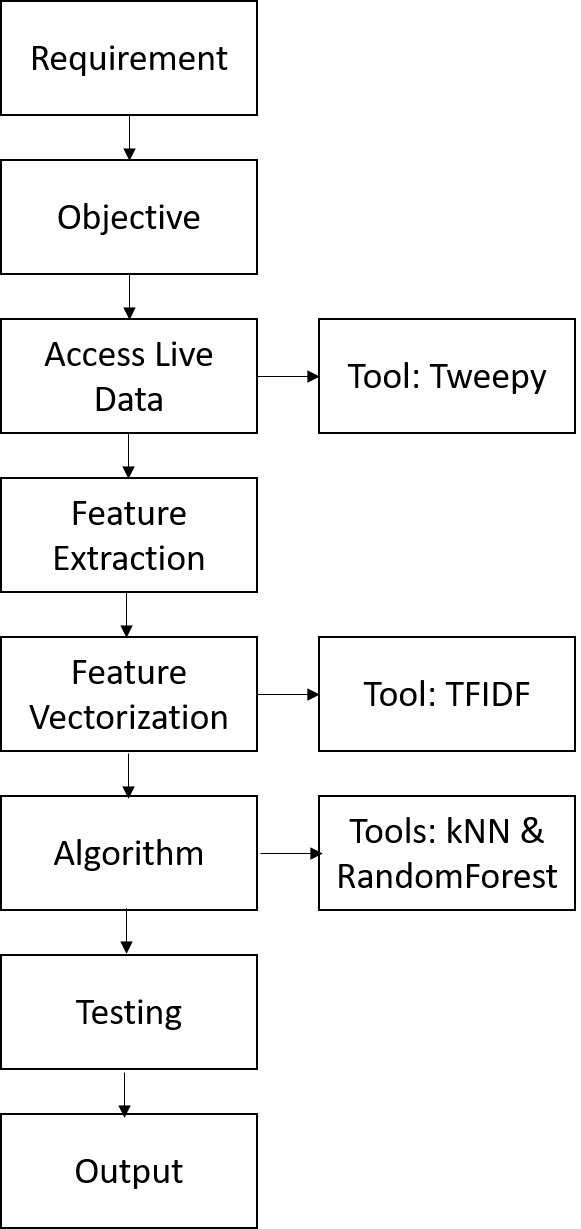 Requirement
Objective
Access Live
Data
Tool: Tweepy
Feature
Extraction
Feature
Vectorization
Tool: TFIDF
Algorithm
Tools: kNN &
RandomForest
Testing
Output